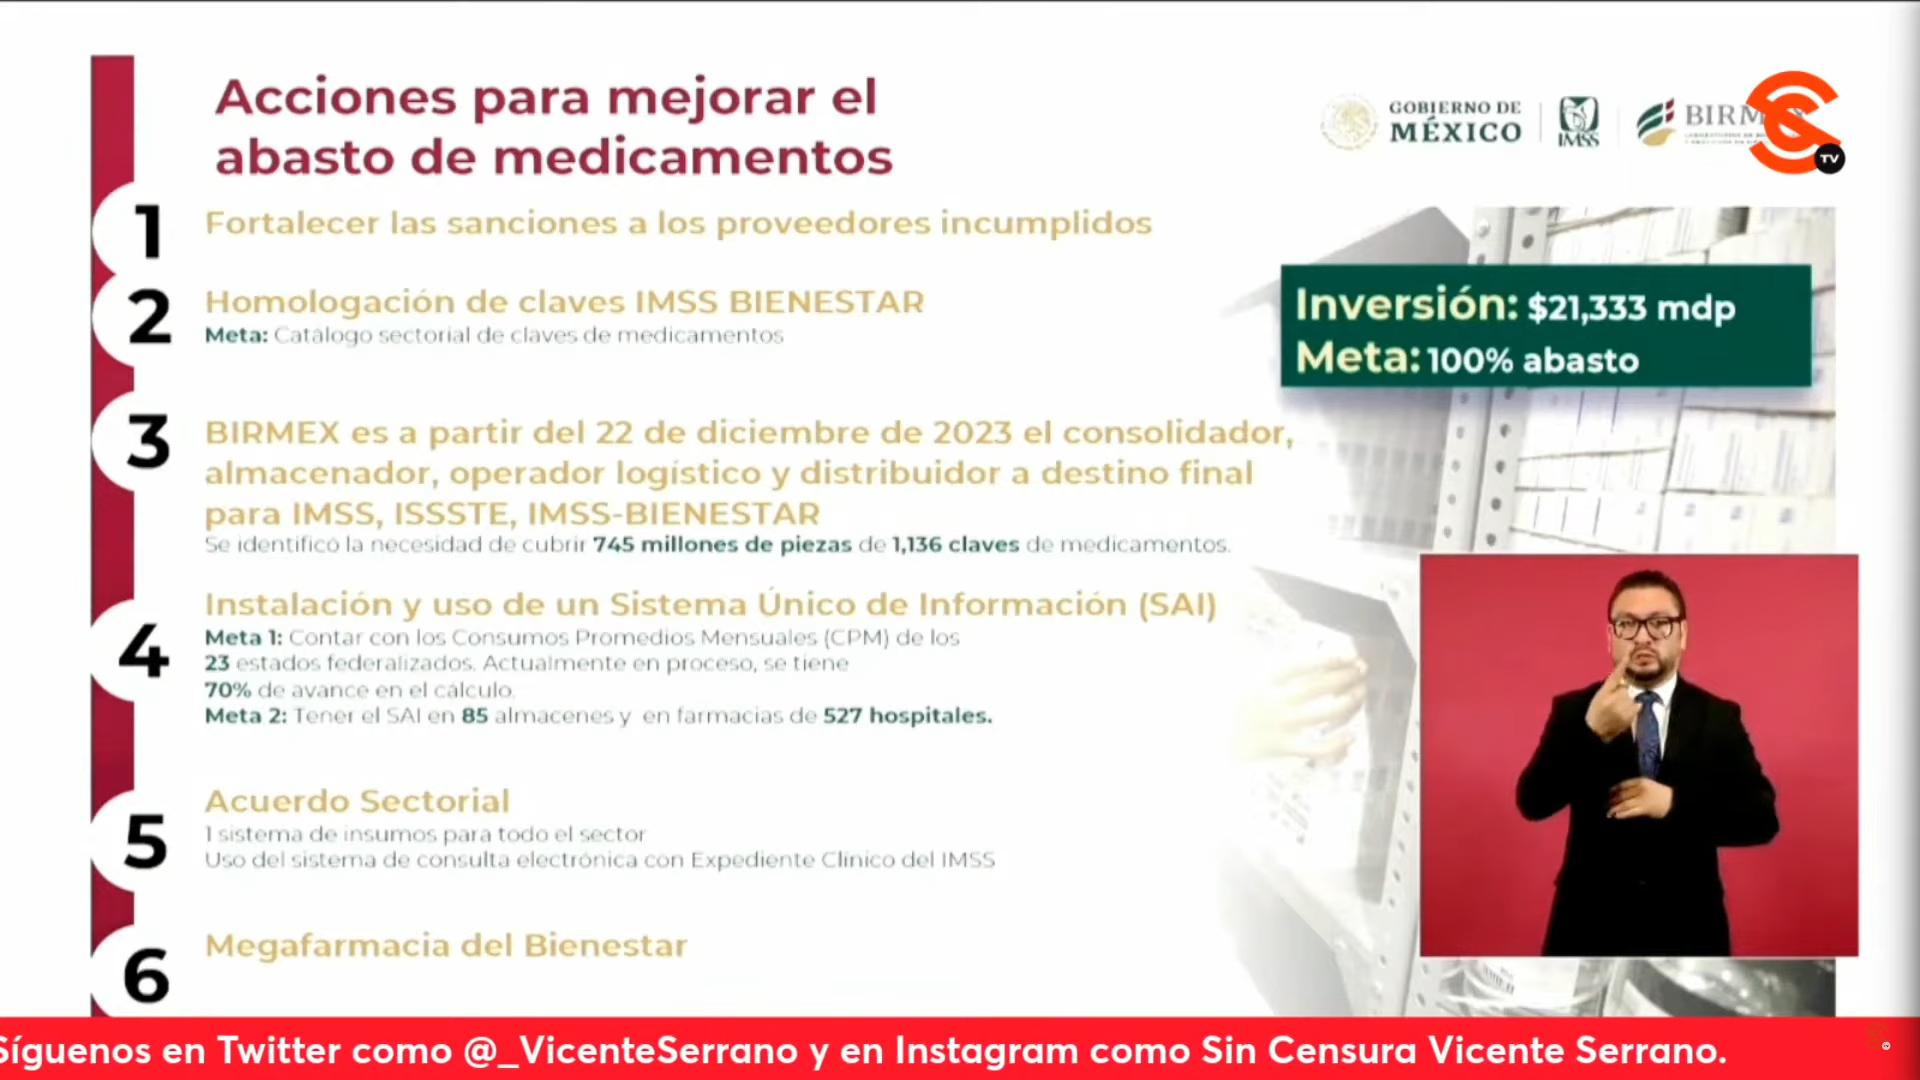 Acciones para mejorar el
abasto de medicamentos
GOBIERNO DE
MÉXICO
IMSS
TV
1
Fortalecer las sanciones a los proveedores incumplidos
2
Homologación de claves IMSS BIENESTAR
Meta: Catálogo sectorial de claves de medicamentos
Inversión: $21,333 mdp
Meta: 100% abasto
3
BIRMEX es a partir del 22 de diciembre de 2023 el consolidador,
almacenador, operador logístico y distribuidor a destino final
para IMSS, ISSSTE, IMSS-BIENESTAR
Se identificó la necesidad de cubrir 745 millones de piezas de 1,136 claves de medicamentos.
4
Instalación y uso de un Sistema Único de Información (SAI)
Meta 1: Contar con los Consumos Promedios Mensuales (CPM) de los
23 estados federalizados. Actualmente en proceso, se tiene
70% de avance en el cálculo.
Meta 2: Tener el SAI en 85 almacenes y en farmacias de 527 hospitales.
5
Acuerdo Sectorial
1 sistema de insumos para todo el sector
Uso del sistema de consulta electrónica con Expediente Clínico del IMSS
6
Megafarmacia del Bienestar
Síguenos en Twitter como @_VicenteSerrano y en Instagram como Sin Censura Vicente Serrano.